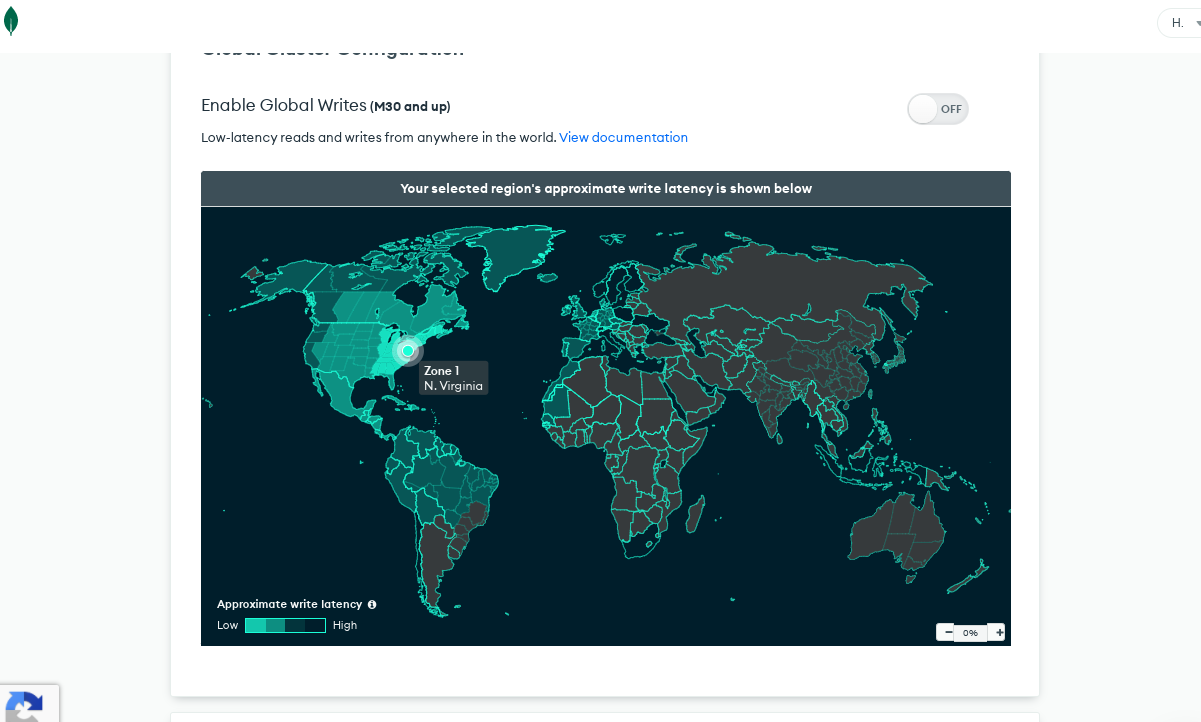 H.
Global Cluster Configuration
Enable Global Writes (M30 and up)
OFF
Low-latency reads and writes from anywhere in the world. View documentation
Your selected region's approximate write latency is shown below
Zone 1
N. Virginia
Approximate write latency
Low High
0%